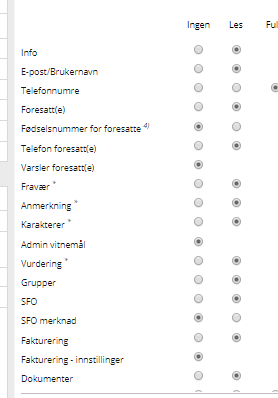 Ingen Les Ful
Info
E-post/Brukernavn
Telefonnumre
Foresatt(e)
Fødselsnummer for foresatte 4)
Telefon foresatt(e)
Varsler foresatt(e)
Fravær *
Anmerkning *
Karakterer *
Admin vitnemål
Vurdering *
Grupper
SFO
SFO merknad
Fakturering
Fakturering - innstillinger
Dokumenter